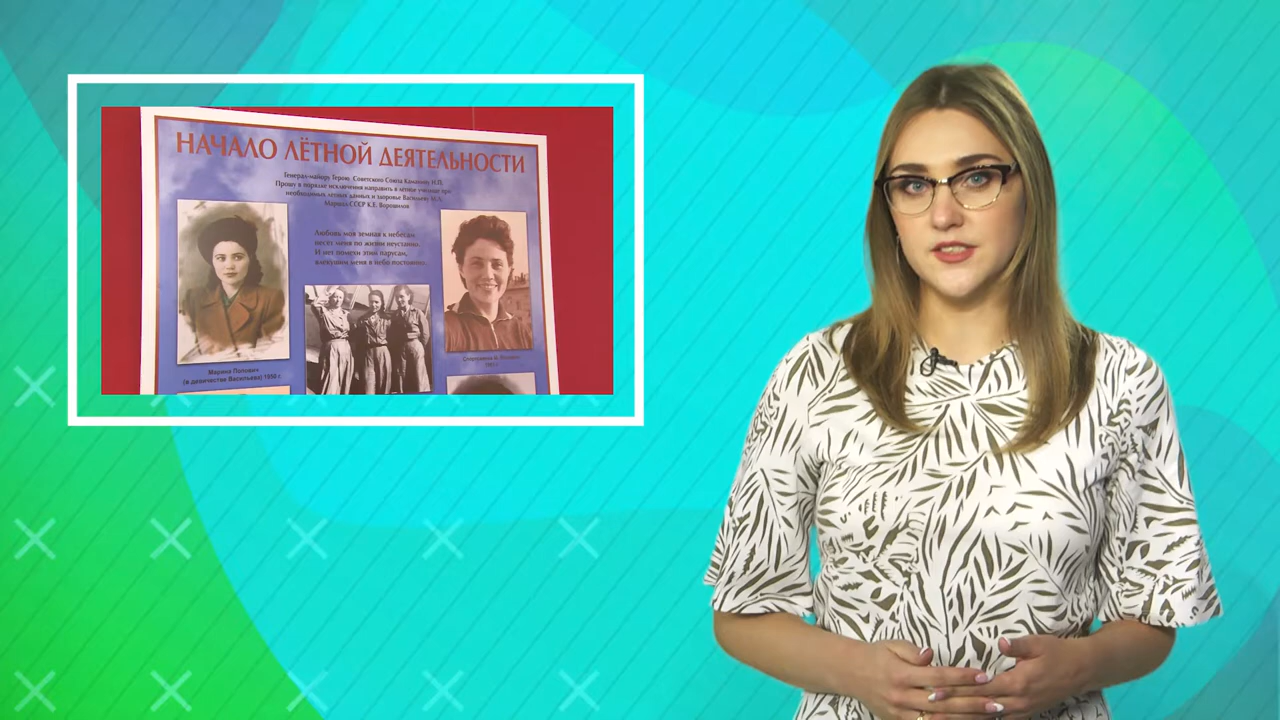 НАЧАЛО ЛЁТНОЙ ДЕЯТЕЛЬНОСТИ
Генерал-майору Герою Советского Союза Каманину Н.П.
Прошу в порядке исключения направить в лётное училище при
необходимых летных данных и здоровье Васильеву М.Л.
Маршал СССР К.Е. Ворошилов
Любовь моя земная к небесам
несет меня по жизни неустанно.
И нет помехи этой парусам,
влекущим меня в небо постоянно...
Марина Попович
(в девичестве Васильева) 1950 г.